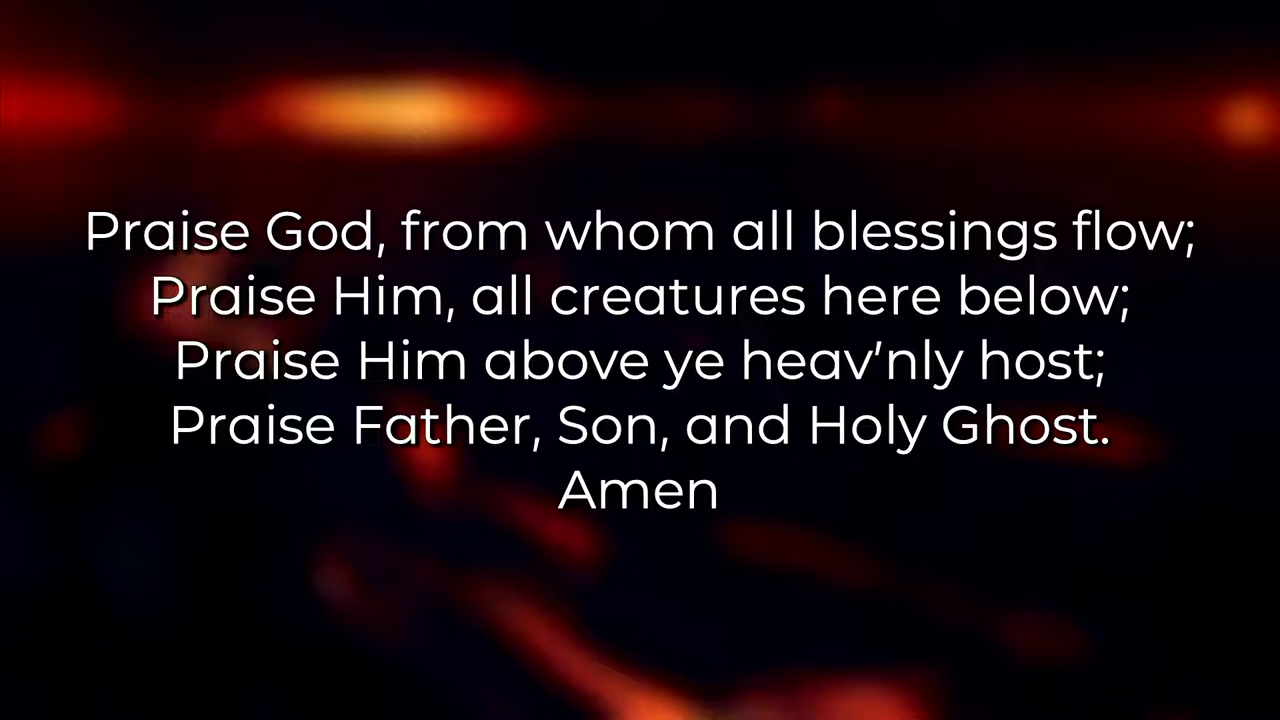 Praise God, from whom all blessings flow;
Praise Him, all creatures here below;
Praise Him above ye heav’nly host;
Praise Father, Son, and Holy Ghost.
Amen